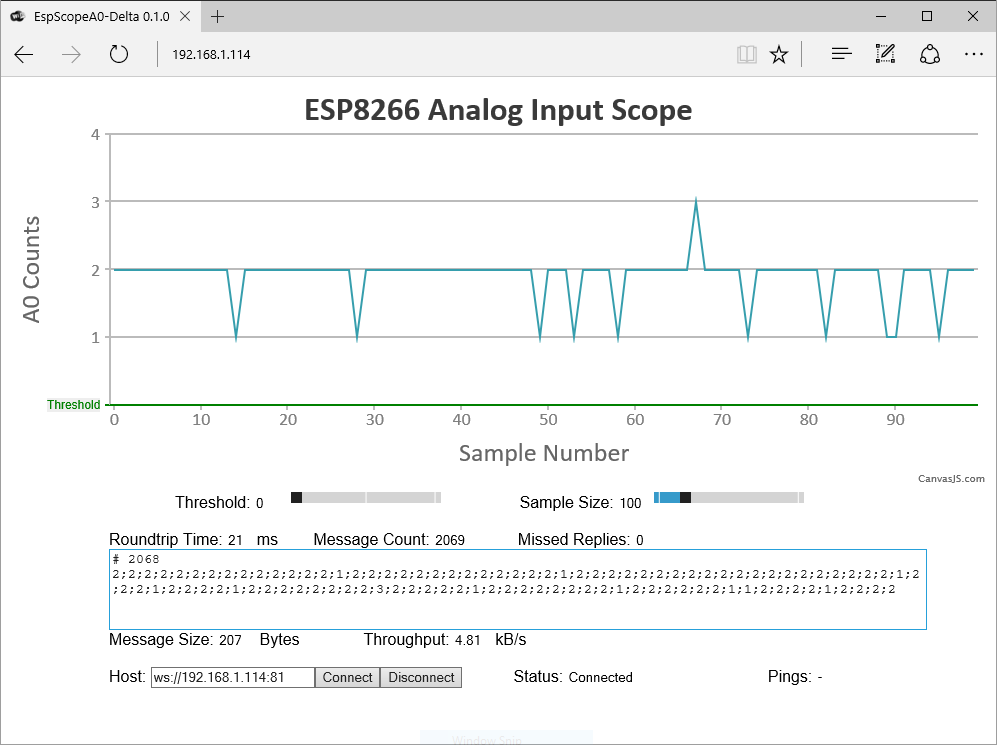 EspScopeA0-Delta 0.1.0
192.168.1.114
ESP8266 Analog Input Scope
4
3
2
1
A0 Counts
Threshold
0 10 20 30 40 50 60 70 80 90
Sample Number
CanvasJS.com
Threshold: 0 Sample Size: 100
Roundtrip Time: 21 ms Message Count: 2069 Missed Replies: 0
# 2068
2;2;2;2;2;2;2;2;2;2;2;2;2;2;1;2;2;2;2;2;2;2;2;2;2;2;2;2;1;2;2;2;2;2;2;2;2;2;2;2;2;2;2;2;2;2;2;2;2;1;2
;2;2;1;2;2;2;2;1;2;2;2;2;2;2;2;2;3;2;2;2;2;2;1;2;2;2;2;2;2;2;2;1;2;2;2;2;2;2;1;1;2;2;2;2;1;2;2;2;2
Message Size: 207 Bytes Throughput: 4.81 kB/s
Host: ws://192.168.1.114:81 Connect Disconnect Status: Connected Pings: -
Window Snip